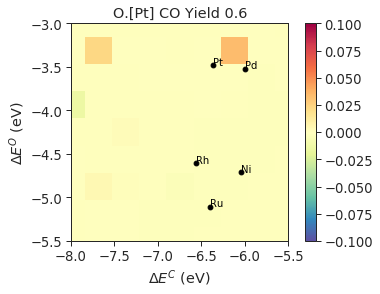 O.[Pt] CO Yield 0.6
−3.0
−3.5
−4.0
−4.5
−5.0
−5.5
ΔE^O (eV)
Pt
Pd
Rh
Ni
Ru
−8.0 −7.5 −7.0 −6.5 −6.0 −5.5
ΔE^C (eV)
0.100
0.075
0.050
0.025
0.000
−0.025
−0.050
−0.075
−0.100